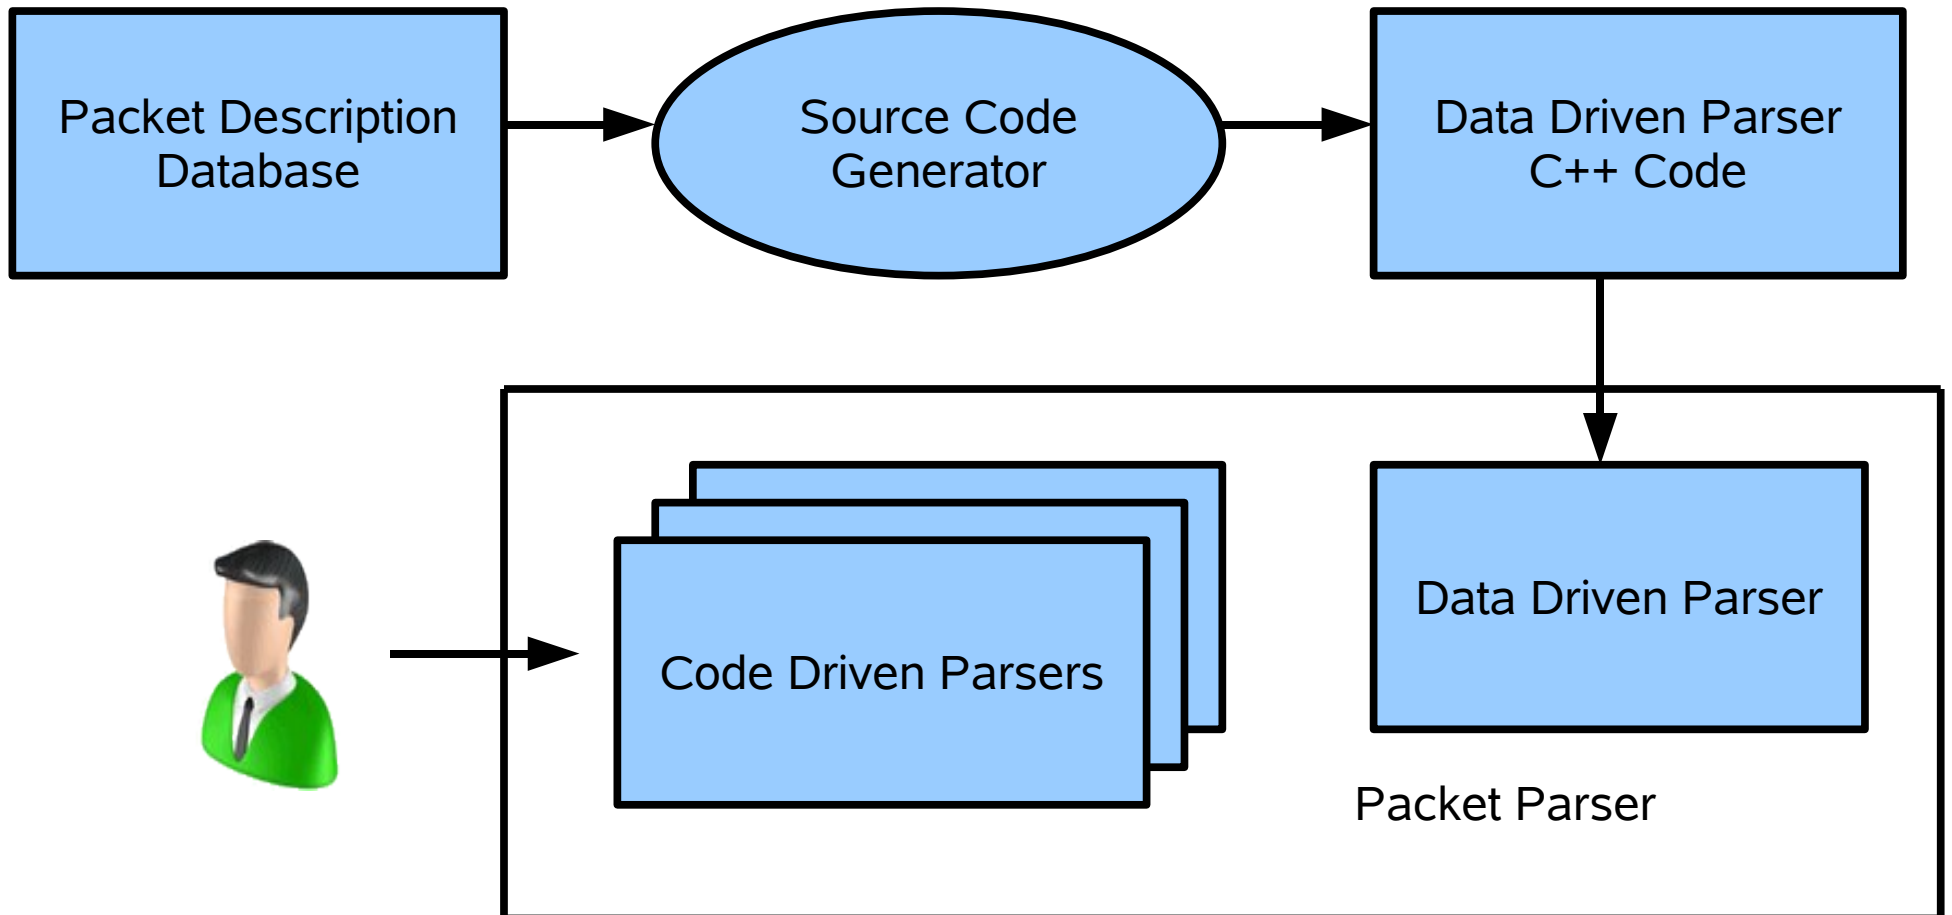 Packet Description
Database
Source Code
Generator
Data Driven Parser
C++ Code
Code Driven Parsers
Data Driven Parser
Packet Parser